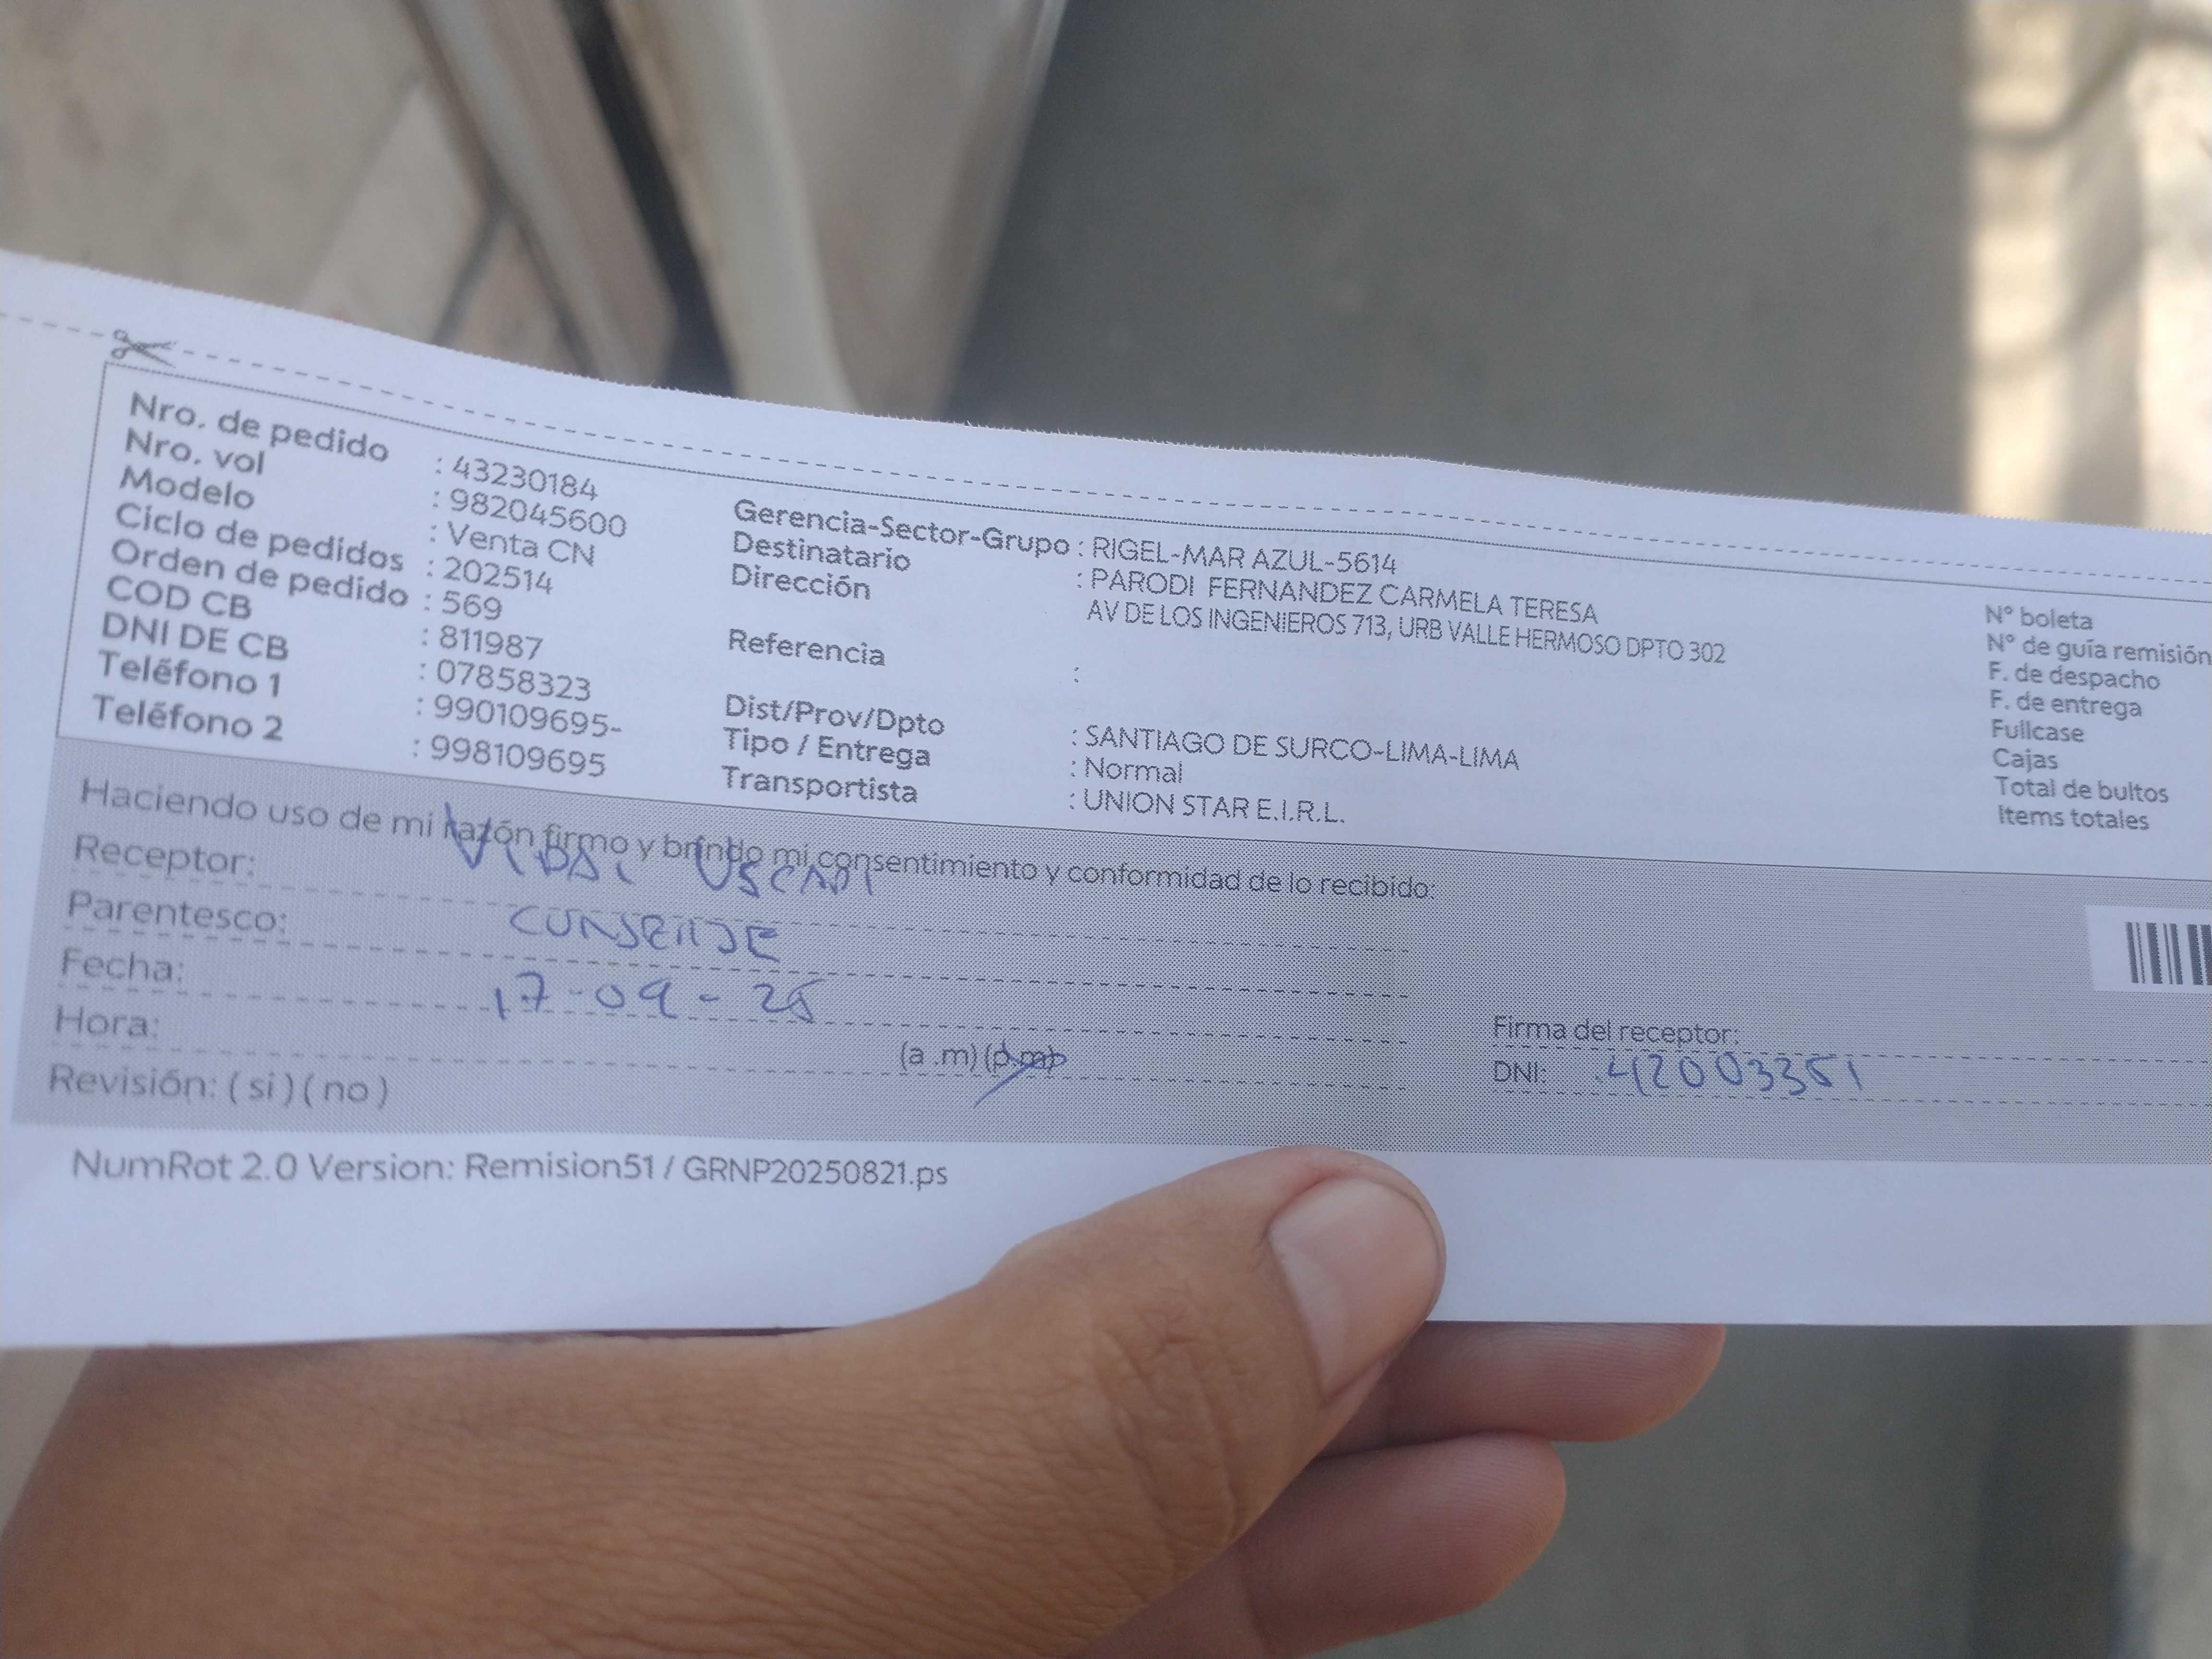 Nro. de pedido : 43230184
Nro. vol : 982045600
Modelo : Venta CN
Ciclo de pedidos : 202514
Orden de pedido : 569
COD CB : 811987
DNI DE CB : 07858323
Teléfono 1 : 990109695-
Teléfono 2 : 998109695
Gerencia-Sector-Grupo : RIGEL-MAR AZUL-5614
Destinatario : PARODI FERNANDEZ CARMELA TERESA
Dirección AV DE LOS INGENIEROS 713, URB VALLE HERMOSO DPTO 302
Referencia :
Dist/Prov/Dpto : SANTIAGO DE SURCO-LIMA-LIMA
Tipo / Entrega : Normal
Transportista : UNION STAR E.I.R.L.
N° boleta
N° de guía remisión
F. de despacho
F. de entrega
Fullcase
Cajas
Total de bultos
Items totales
Haciendo uso de mi razón firmo y brindo mi consentimiento y conformidad de lo recibido:
Receptor: VIDAL
Parentesco:
Fecha: 17-09-25
Hora: (a .m) (p.m)
Revisión: ( si ) ( no )
Firma del receptor:
DNI: 42003351
NumRot 2.0 Version: Remision51 / GRNP20250821.ps